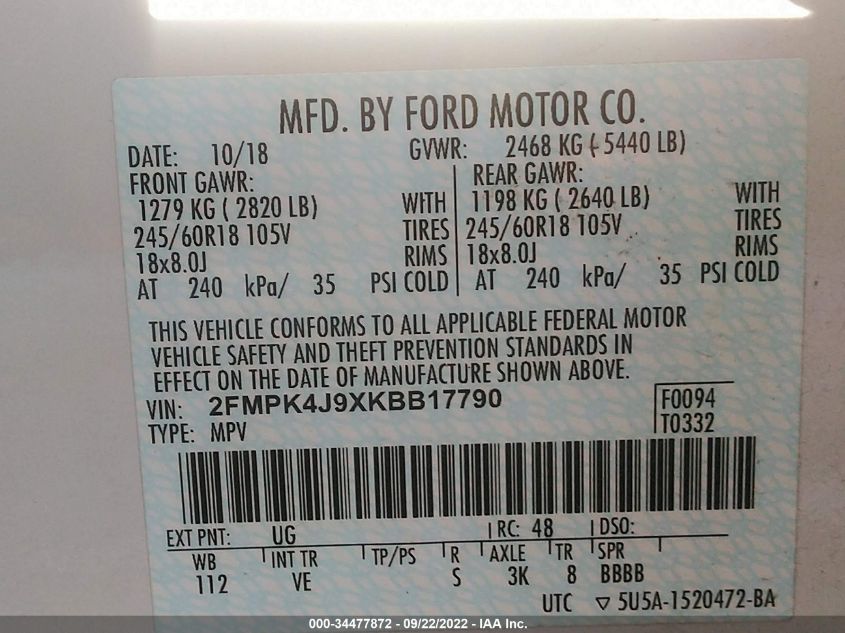 MFD. BY FORD MOTOR CO.
DATE: 10/18 GVWR: 2468 KG ( 5440 LB)
FRONT GAWR: REAR GAWR:
1279 KG ( 2820 LB) WITH 1198 KG ( 2640 LB) WITH
245/60R18 105V TIRES 245/60R18 105V TIRES
18x8.0J RIMS 18x8.0J RIMS
AT 240 kPa/ 35 PSI COLD AT 240 kPa/ 35 PSI COLD
THIS VEHICLE CONFORMS TO ALL APPLICABLE FEDERAL MOTOR
VEHICLE SAFETY AND THEFT PREVENTION STANDARDS IN
EFFECT ON THE DATE OF MANUFACTURE SHOWN ABOVE.
VIN: 2FMPK4J9XKBB17790 F0094
TYPE: MPV T0332
EXT PNT: UG RC: 48 DSO:
WB INT TR TP/PS R AXLE TR SPR
112 VE S 3K 8 BBBB
UTC ▽ 5U5A-1520472-BA
000-34477872 - 09/22/2022 - IAA Inc.